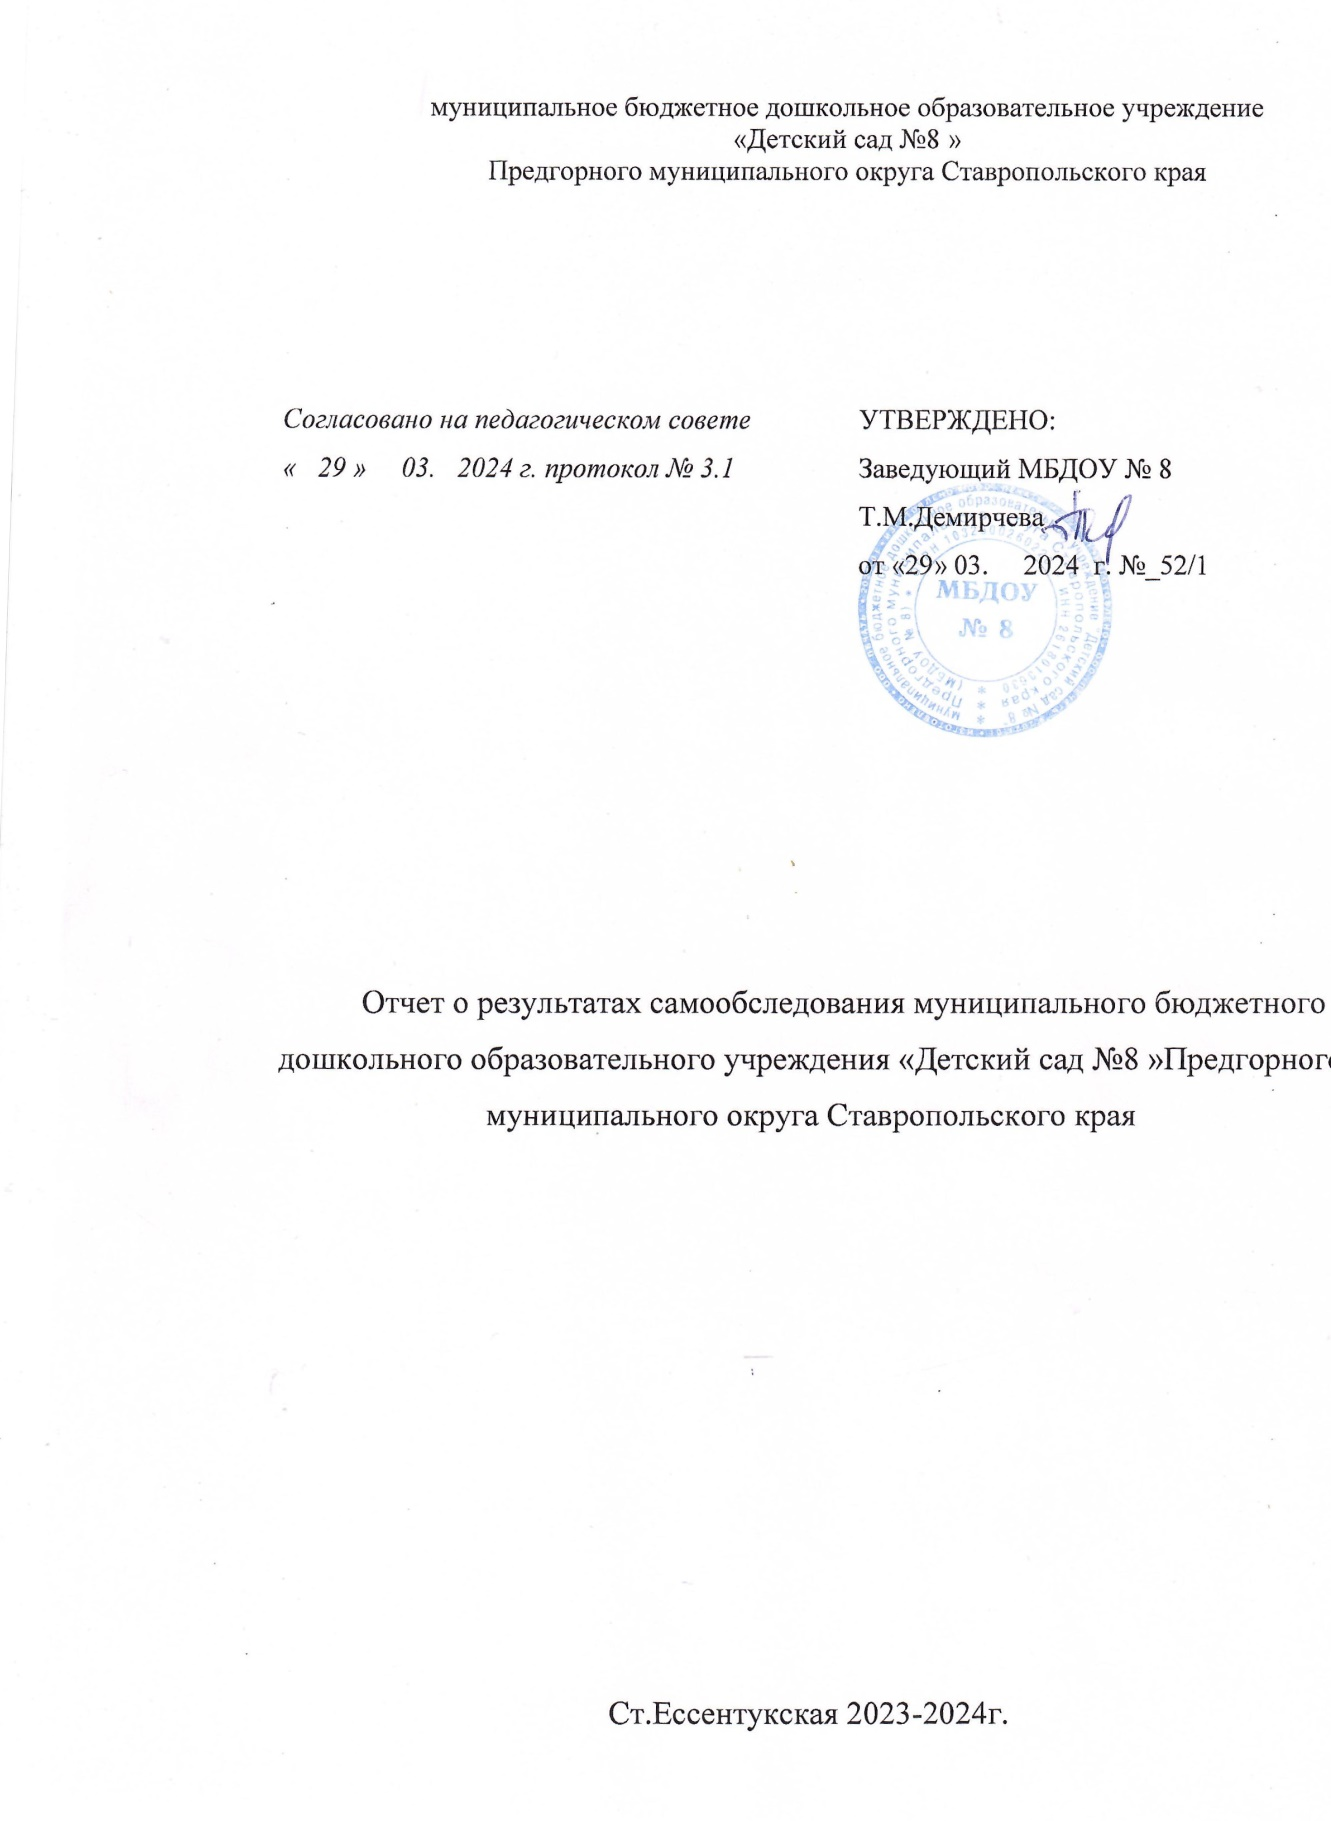 муниципальное бюджетное дошкольное образовательное учреждение
«Детский сад №8 »
Предгорного муниципального округа Ставропольского края
Согласовано на педагогическом совете
« 29 » 03. 2024 г. протокол № 3.1
УТВЕРЖДЕНО:
Заведующий МБДОУ № 8
Т.М.Демирчева
от «29» 03. 2024 г. №_52/1
МБДОУ
№ 8
Отчет о результатах самообследования муниципального бюджетного
дошкольного образовательного учреждения «Детский сад №8 »Предгорного
муниципального округа Ставропольского края
Ст.Ессентукская 2023-2024г.